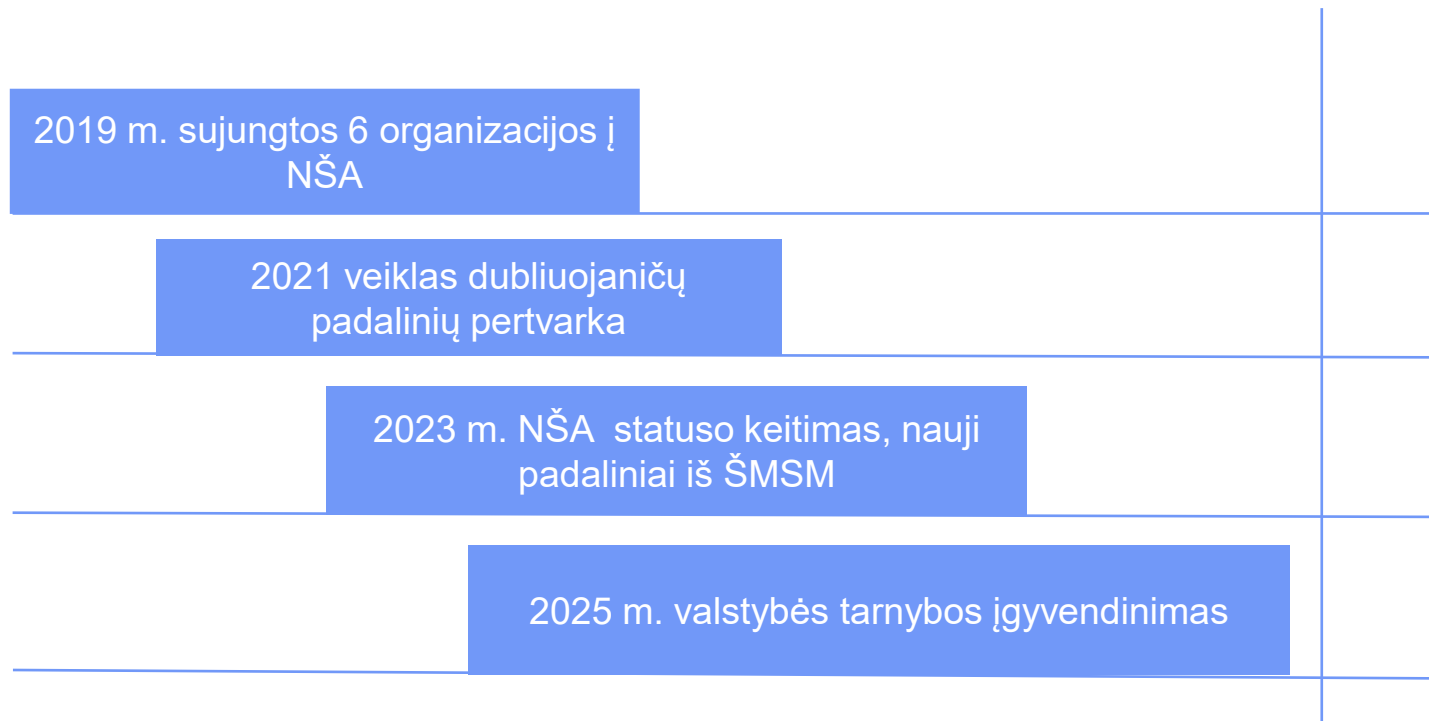 2019 m. sujungtos 6 organizacijos į
NŠA
2021 veiklas dubliuojaničų
padalinių pertvarka
2023 m. NŠA  statuso keitimas, nauji
padaliniai iš ŠMSM
2025 m. valstybės tarnybos įgyvendinimas